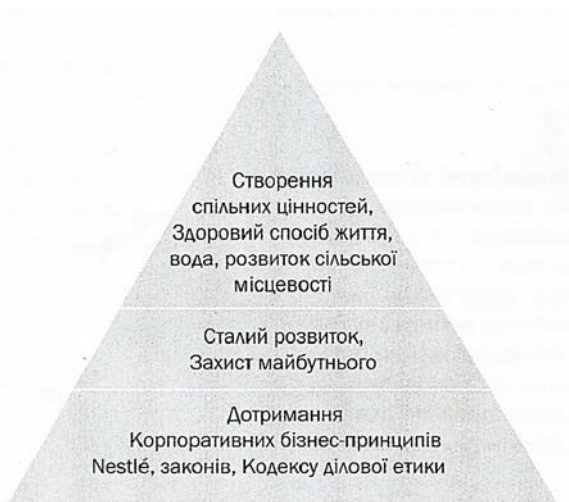 Створення
спільних цінностей,
Здоровий спосіб життя,
вода, розвиток сільської
місцевості
Сталий розвиток,
Захист майбутнього
Дотримання
Корпоративних бізнес-принципів
Nestlé, законів, Кодексу ділової етики